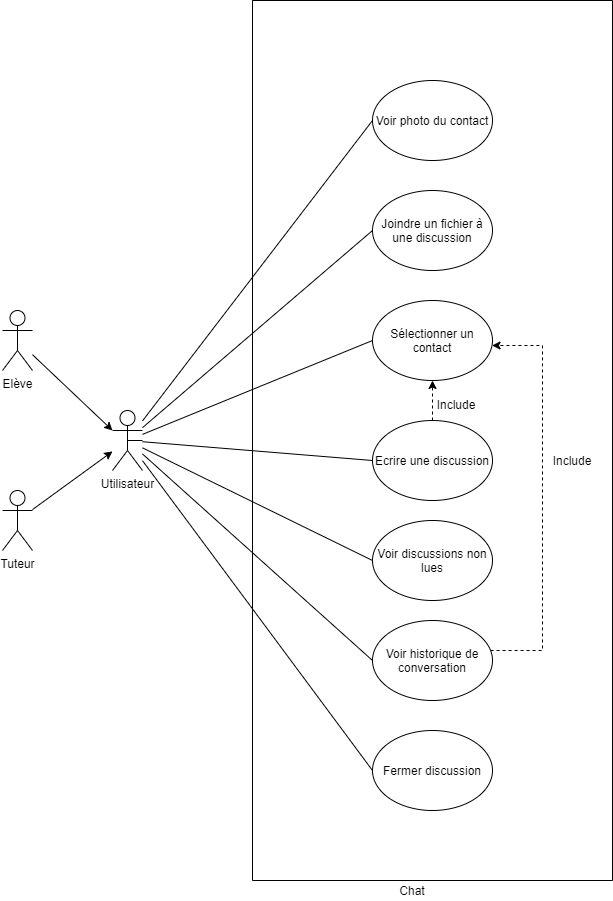 Voir photo du contact
Joindre un fichier à
une discussion
Sélectionner un
contact
Elève
Include
Ecrire une discussion
Include
Utilisateur
Voir discussions non
lues
Tuteur
Voir historique de
conversation
Fermer discussion
Chat